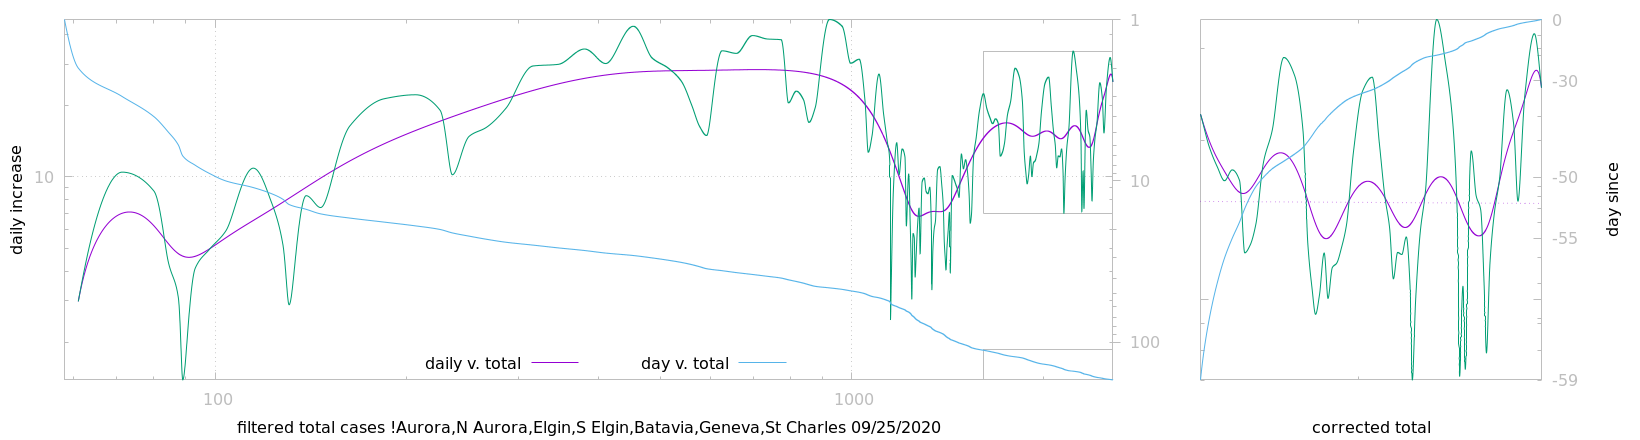 1
0
-30
daily increase
10
10
-50
day since
-55
100
daily v. total
day v. total
-59
100
1000
filtered total cases !Aurora,N Aurora,Elgin,S Elgin,Batavia,Geneva,St Charles 09/25/2020
corrected total